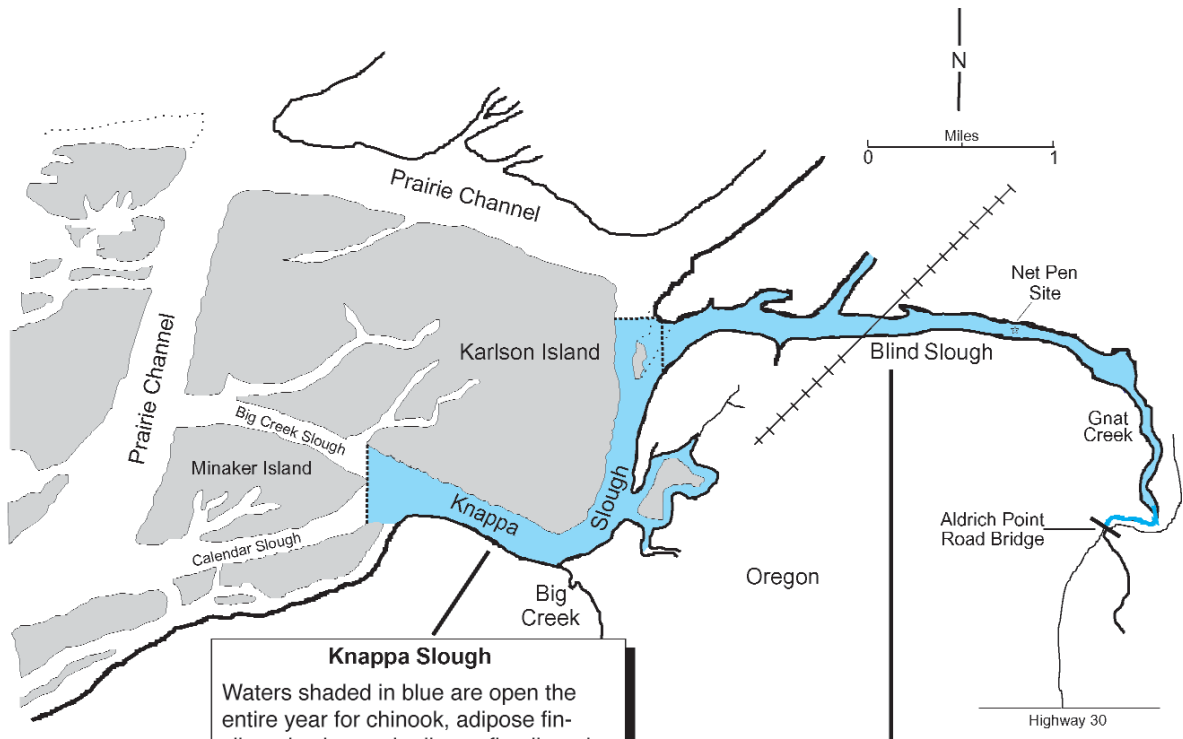 N
Miles
0 1
Prairie Channel
Net Pen
Site
Prairie Channel
Karlson Island
Blind Slough
Big Creek Slough
Gnat
Creek
Minaker Island
Knappa
Slough
Aldrich Point
Road Bridge
Calendar Slough
Oregon
Big
Creek
Knappa Slough
Waters shaded in blue are open the
entire year for chinook, adipose fin-
Highway 30